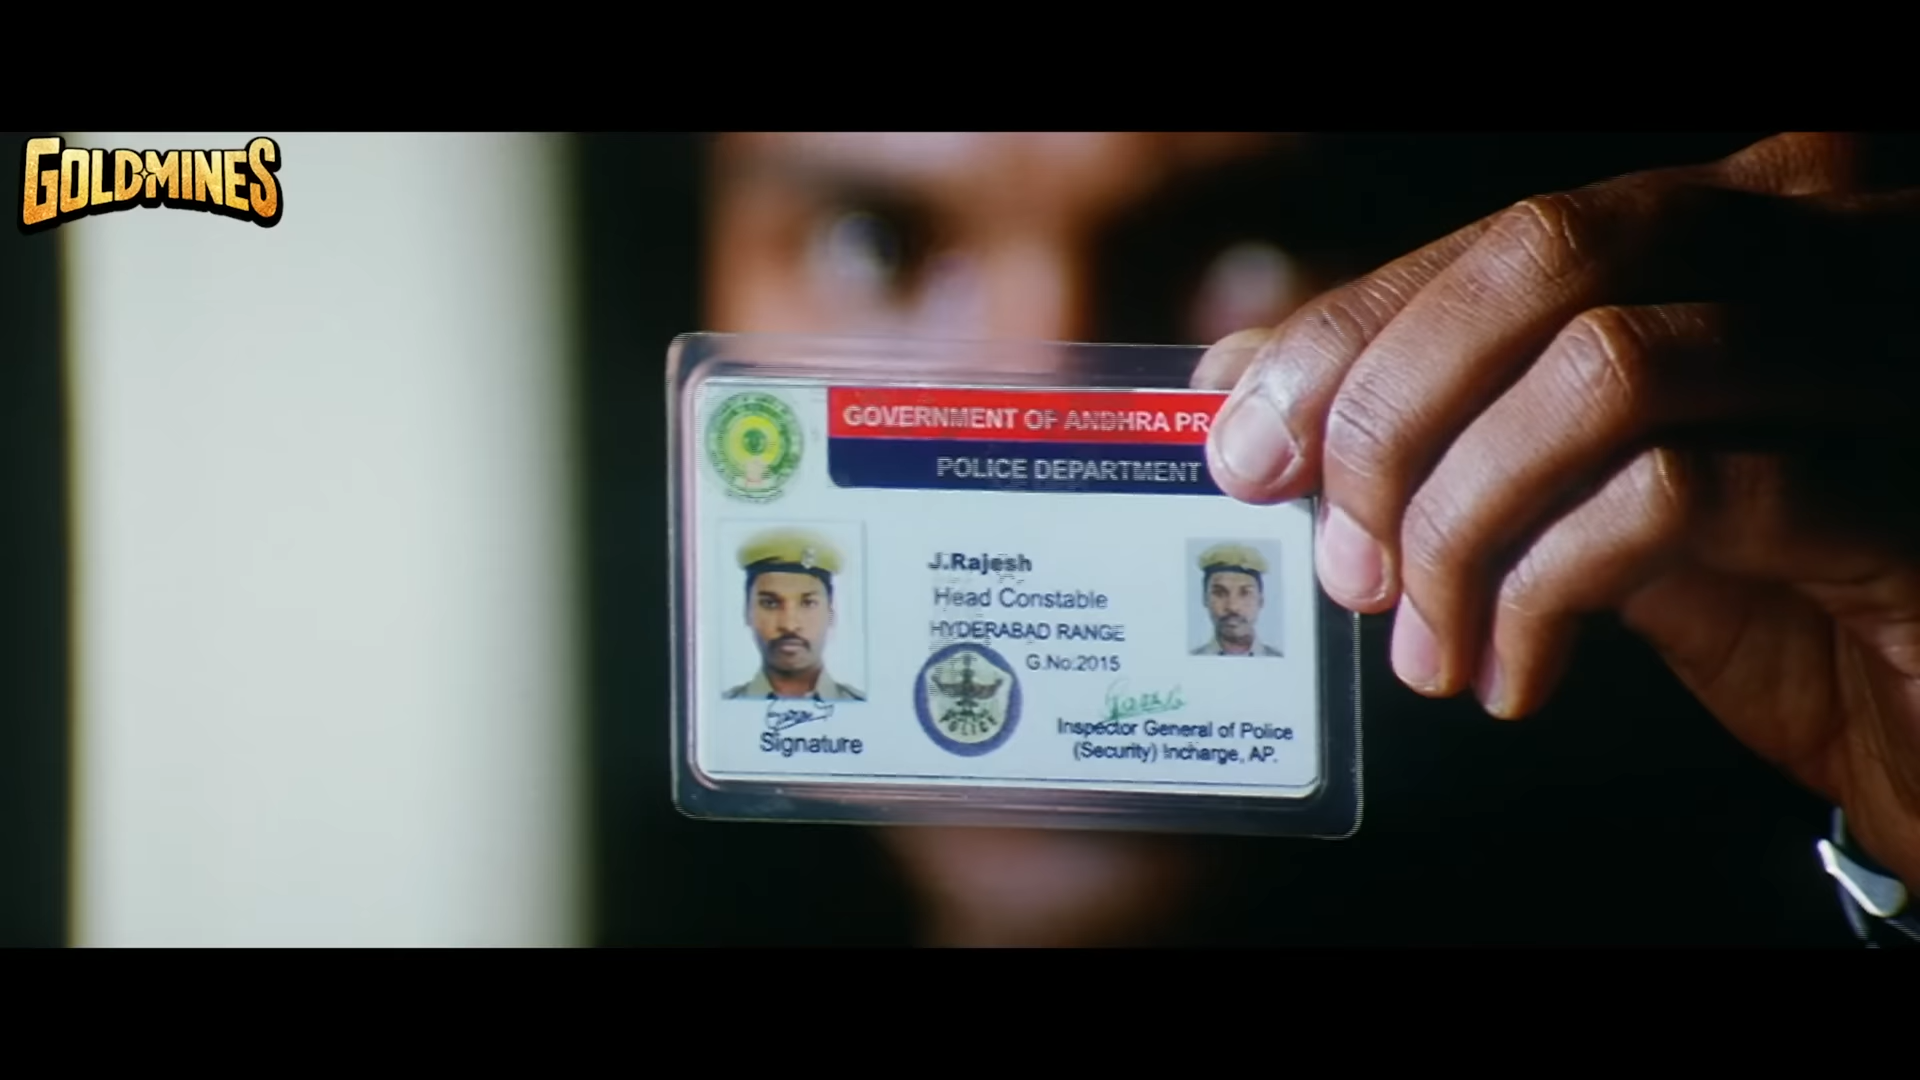 GOLDMINES
GOVERNMENT OF ANDHRA PR
POLICE DEPARTMENT
J.Rajesh
Head Constable
HYDERABAD RANGE
G.No:2015
POLICE
Signature
Inspector General of Police
(Security) Incharge, AP.